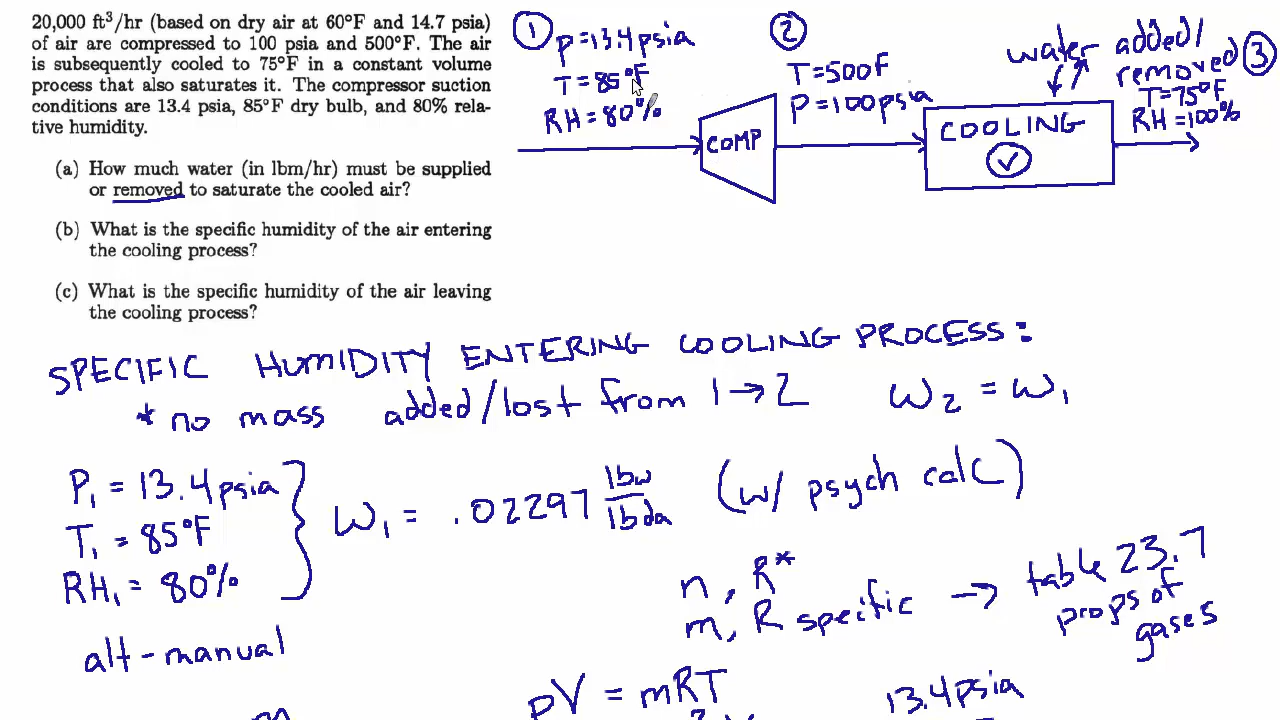 20,000 ft³/hr (based on dry air at 60°F and 14.7 psia)
of air are compressed to 100 psia and 500°F. The air
is subsequently cooled to 75°F in a constant volume
process that also saturates it. The compressor suction
conditions are 13.4 psia, 85°F dry bulb, and 80% rela-
tive humidity.
(a) How much water (in lbm/hr) must be supplied
or removed to saturate the cooled air?
(b) What is the specific humidity of the air entering
the cooling process?
(c) What is the specific humidity of the air leaving
the cooling process?
1
P=13.4psia
T=85°F
RH=80%
COMP
2
T=500F
P=100psia
COOLING
water added/
removed
3
T=75°F
RH=100%
SPECIFIC HUMIDITY ENTERING COOLING PROCESS:
* no mass added/lost from 1→2 ω₂ = ω₁
P₁ = 13.4psia
T₁ = 85°F
RH₁ = 80%
ω₁ = .02297 lbw/lbda (w/ psych calc)
n, R*
m, R specific → table 23.7
props of
gases
alt-manual
pV = mRT
13.4psia